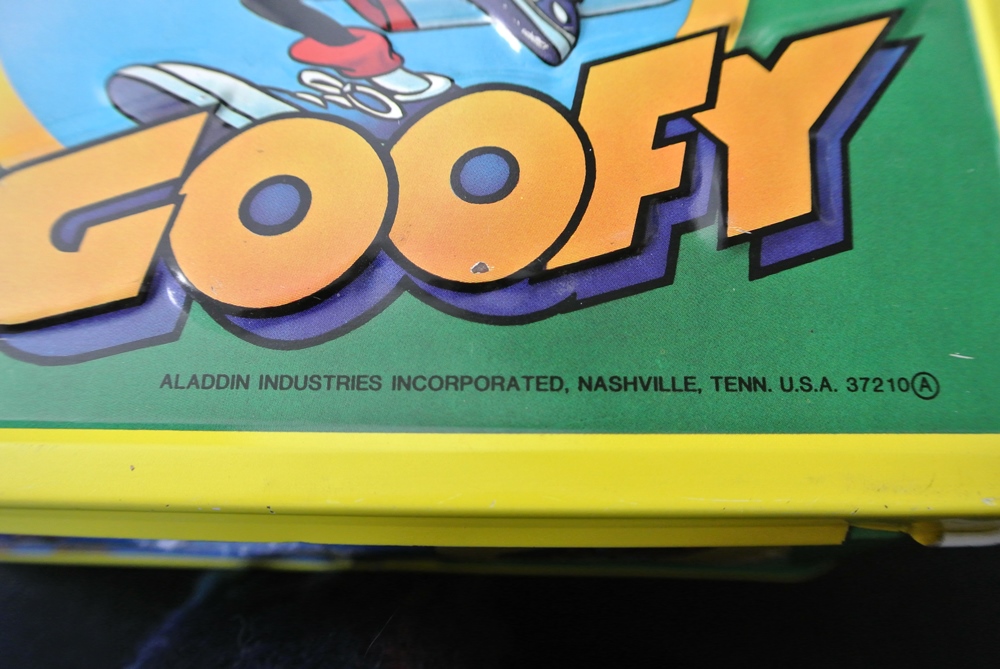 GOOFY
ALADDIN INDUSTRIES INCORPORATED, NASHVILLE, TENN. U.S.A. 37210Ⓐ